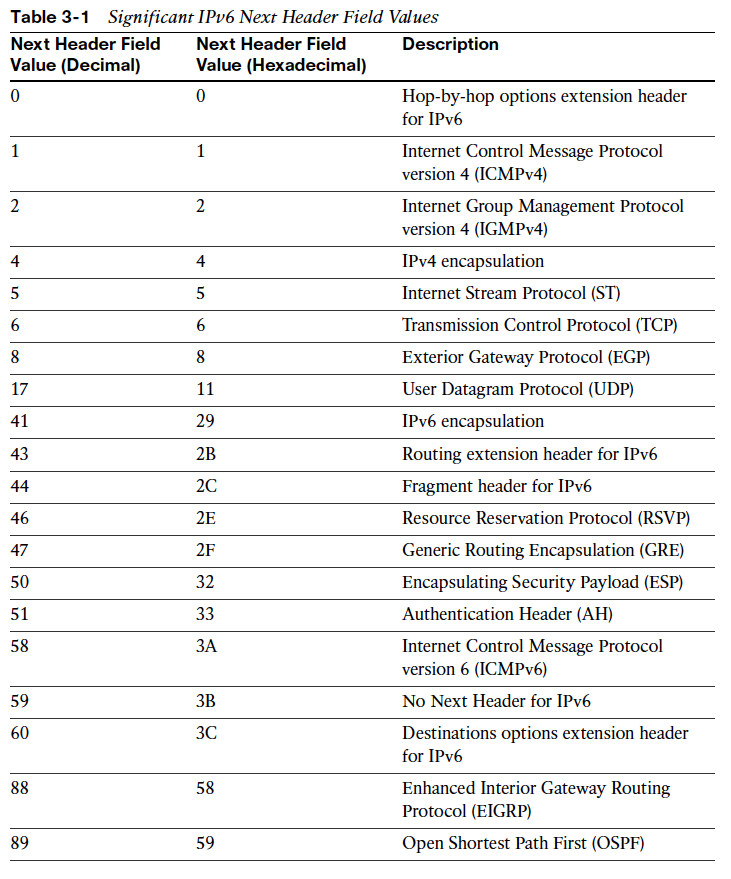 Table 3-1 Significant IPv6 Next Header Field Values
Next Header Field Value (Decimal) Next Header Field Value (Hexadecimal) Description
0 0 Hop-by-hop options extension header for IPv6
1 1 Internet Control Message Protocol version 4 (ICMPv4)
2 2 Internet Group Management Protocol version 4 (IGMPv4)
4 4 IPv4 encapsulation
5 5 Internet Stream Protocol (ST)
6 6 Transmission Control Protocol (TCP)
8 8 Exterior Gateway Protocol (EGP)
17 11 User Datagram Protocol (UDP)
41 29 IPv6 encapsulation
43 2B Routing extension header for IPv6
44 2C Fragment header for IPv6
46 2E Resource Reservation Protocol (RSVP)
47 2F Generic Routing Encapsulation (GRE)
50 32 Encapsulating Security Payload (ESP)
51 33 Authentication Header (AH)
58 3A Internet Control Message Protocol version 6 (ICMPv6)
59 3B No Next Header for IPv6
60 3C Destinations options extension header for IPv6
88 58 Enhanced Interior Gateway Routing Protocol (EIGRP)
89 59 Open Shortest Path First (OSPF)